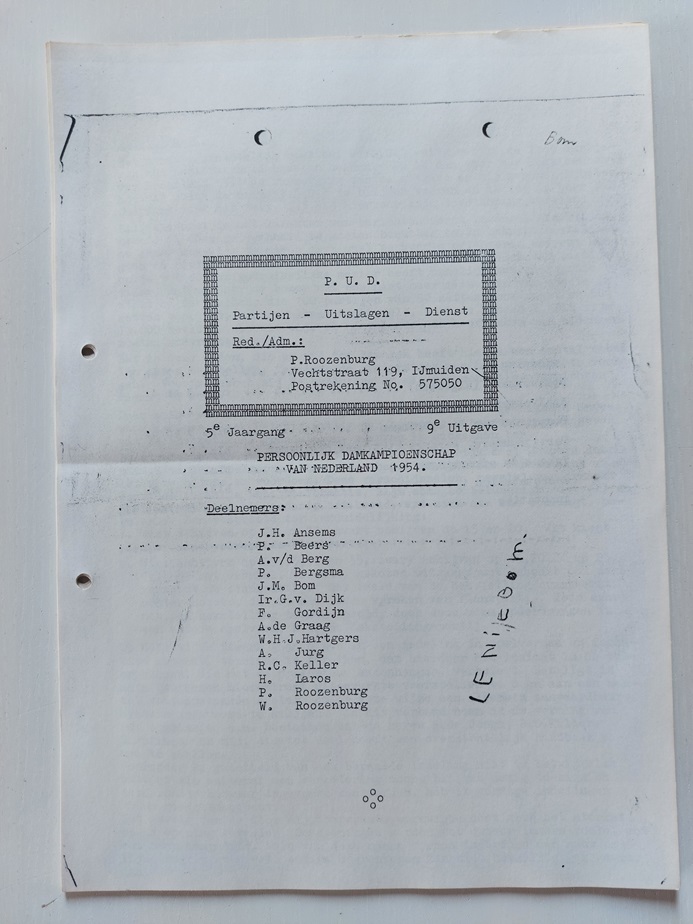 Bom
P. U. D.
Partijen - Uitslagen - Dienst
Red./Adm.:
P.Roozenburg
Vechtstraat 119, IJmuiden
Postrekening No. 575050
5e Jaargang 9e Uitgave
PERSOONLIJK DAMKAMPIOENSCHAP
VAN NEDERLAND 1954.
Deelnemers:
J.H. Ansems
P. Beers
A.v/d Berg
P. Bergsma
J.M. Bom
Ir.G.v. Dijk
F. Gordijn
A.de Graag
W.H.J.Hartgers
A. Jurg
R.C. Keller
H. Laros
P. Roozenburg
W. Roozenburg